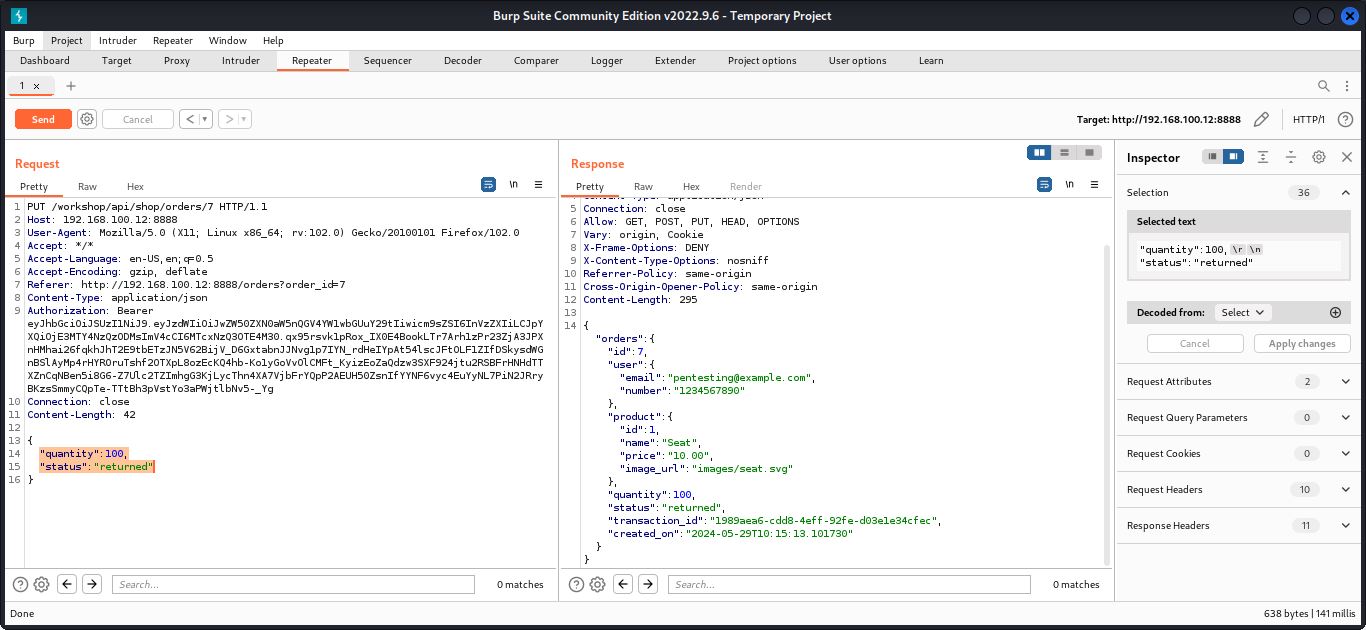 Burp Suite Community Edition v2022.9.6 - Temporary Project
Burp Project Intruder Repeater Window Help
Dashboard Target Proxy Intruder Repeater Sequencer Decoder Comparer Logger Extender Project options User options Learn
1 × +
Send Cancel < > Target: http://192.168.100.12:8888 HTTP/1 ?
Request
Pretty Raw Hex \n
1 PUT /workshop/api/shop/orders/7 HTTP/1.1
2 Host: 192.168.100.12:8888
3 User-Agent: Mozilla/5.0 (X11; Linux x86_64; rv:102.0) Gecko/20100101 Firefox/102.0
4 Accept: */*
5 Accept-Language: en-US,en;q=0.5
6 Accept-Encoding: gzip, deflate
7 Referer: http://192.168.100.12:8888/orders?order_id=7
8 Content-Type: application/json
9 Authorization: Bearer
10 Connection: close
11 Content-Length: 42
12
13 {
14 "quantity":100,
15 "status":"returned"
16 }
Search... 0 matches
Response
Pretty Raw Hex Render \n
5 Connection: close
6 Allow: GET, POST, PUT, HEAD, OPTIONS
7 Vary: origin, Cookie
8 X-Frame-Options: DENY
9 X-Content-Type-Options: nosniff
10 Referrer-Policy: same-origin
11 Cross-Origin-Opener-Policy: same-origin
12 Content-Length: 295
13
14 {
"orders":{
"id":7,
"user":{
"email":"pentesting@example.com",
"number":"1234567890"
},
"product":{
"id":1,
"name":"Seat",
"price":"10.00",
"image_url":"images/seat.svg"
},
"quantity":100,
"status":"returned",
"transaction_id":"1989aea6-cdd8-4eff-92fe-d03e1e34cfec",
"created_on":"2024-05-29T10:15:13.101730"
}
}
Search... 0 matches
Inspector
Selection 36
Selected text
"quantity":100, \r \n
"status":"returned"
Decoded from: Select
Cancel Apply changes
Request Attributes 2
Request Query Parameters 0
Request Cookies 0
Request Headers 10
Response Headers 11
Done
638 bytes | 141 millis